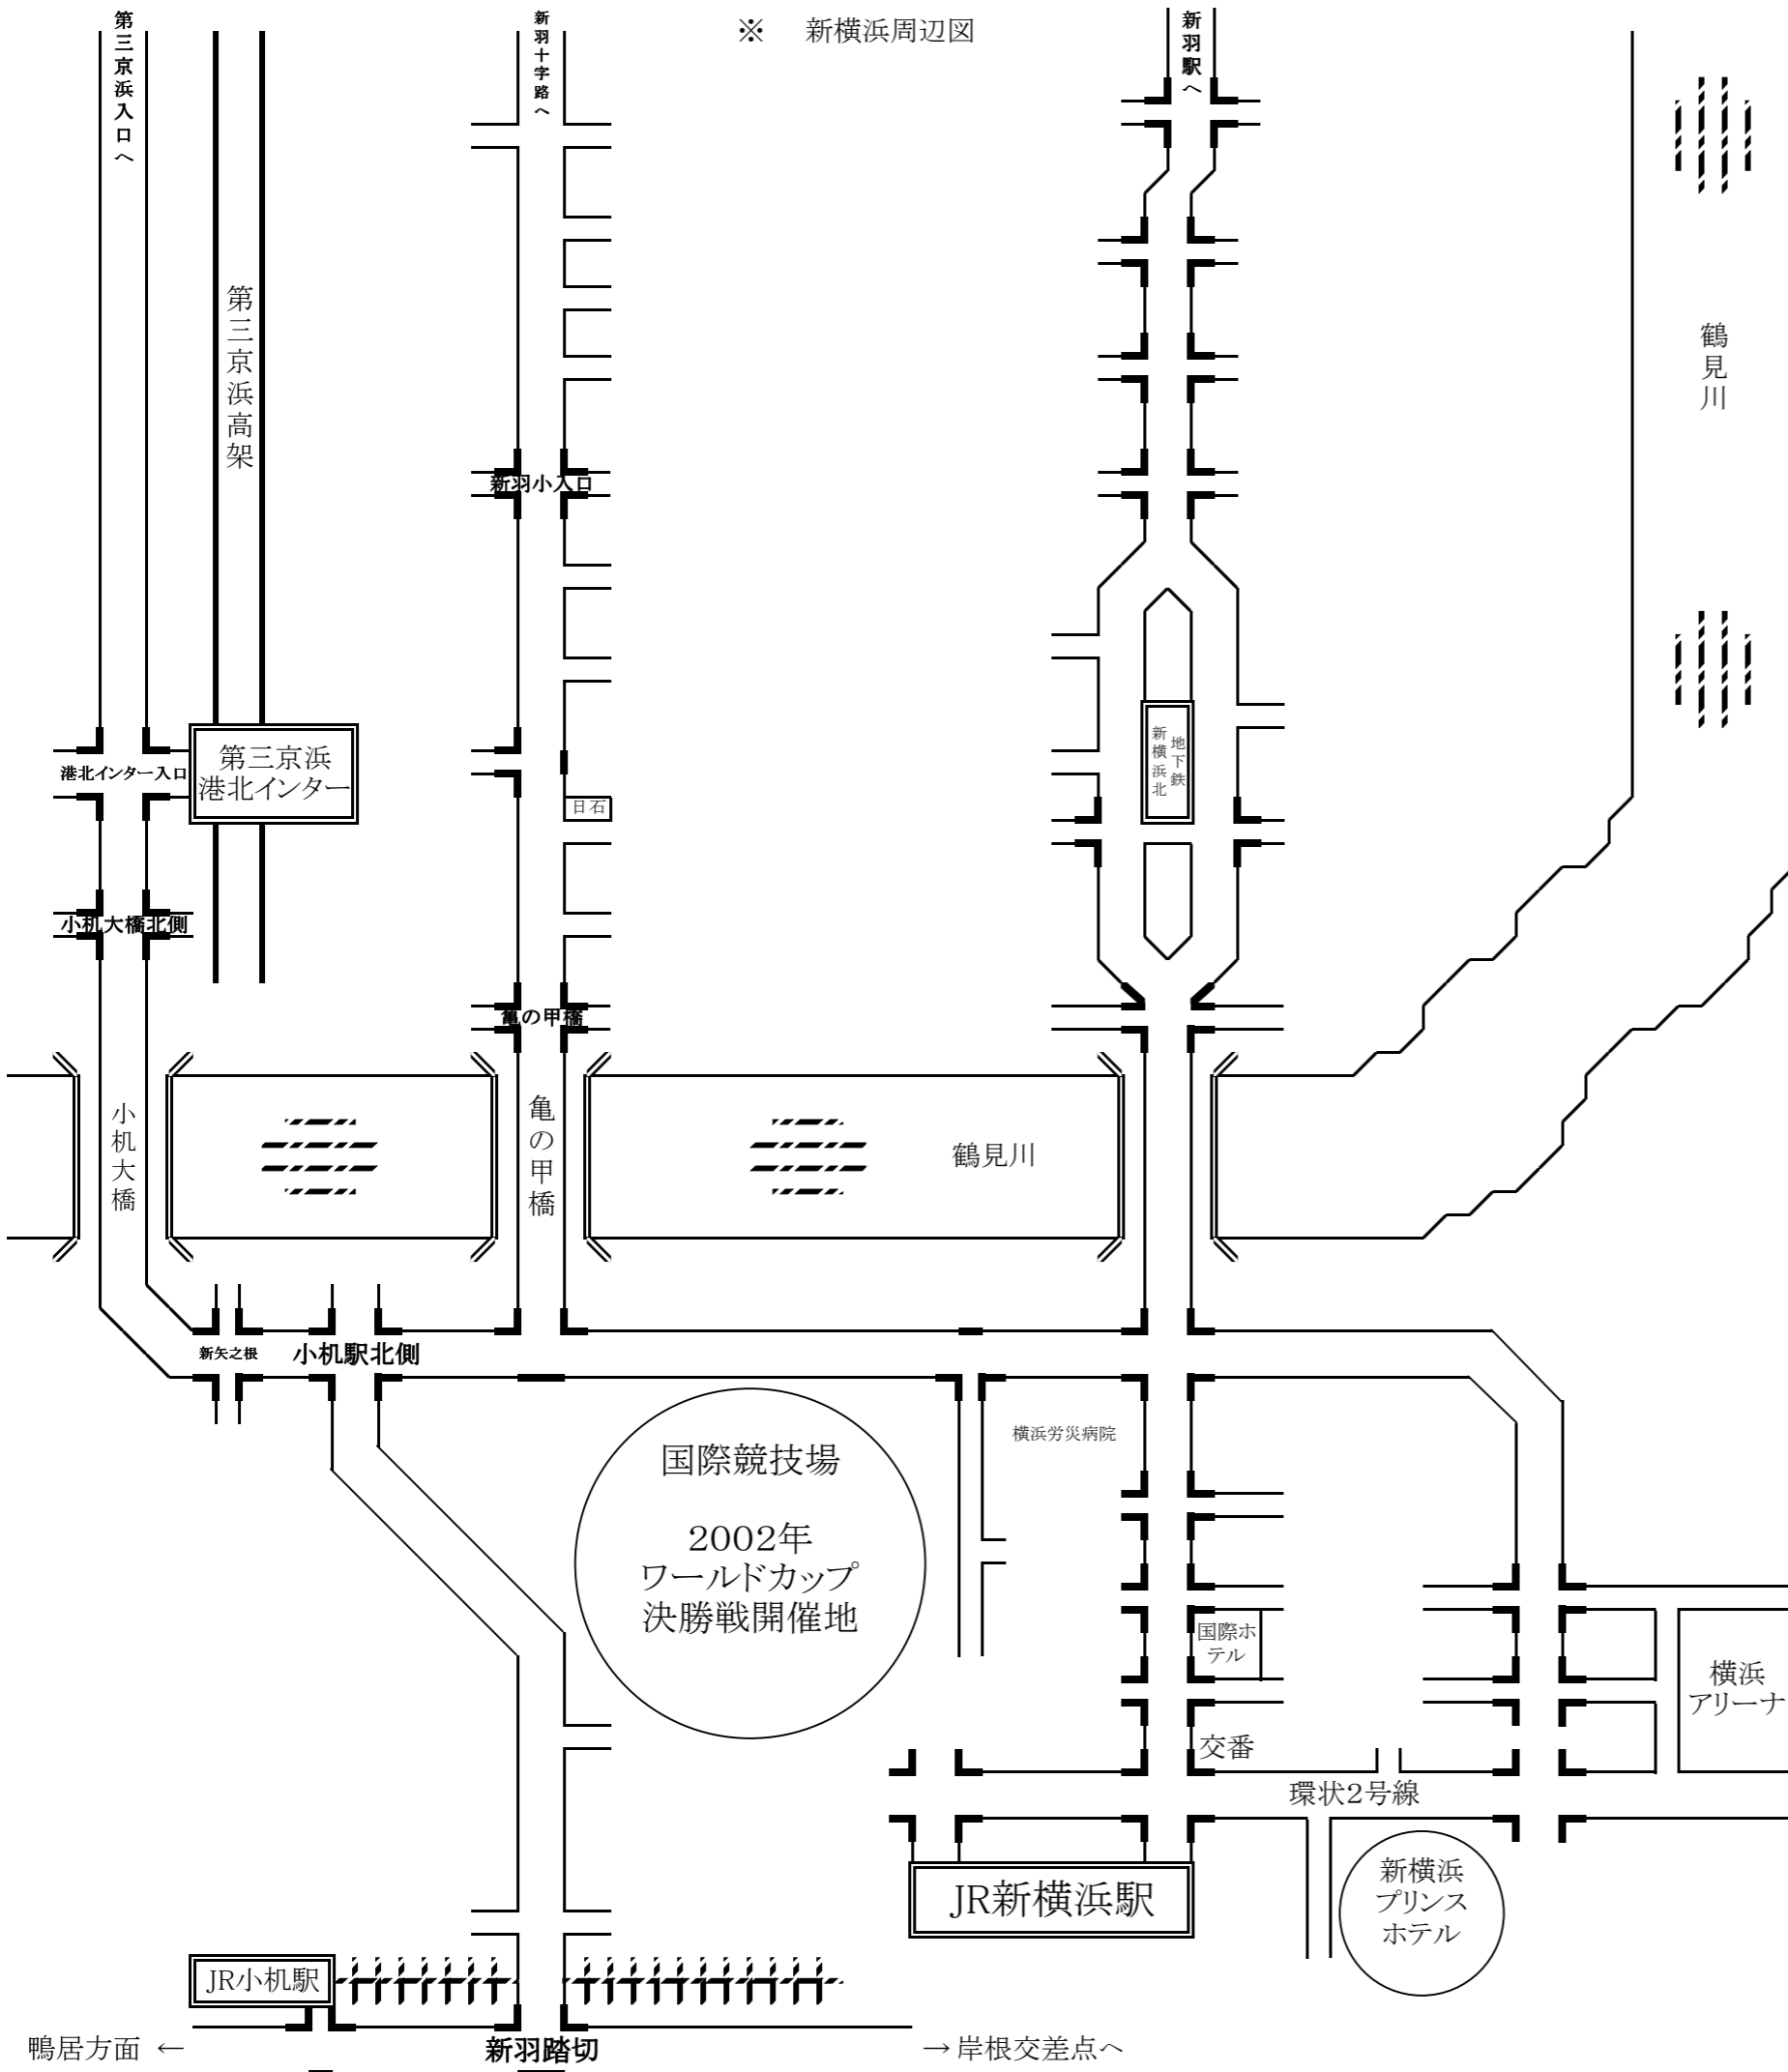 ※　新横浜周辺図
第三京浜入口へ
新羽十字路へ
新羽駅へ
第三京浜高架
鶴見川
新羽小入口
地下鉄
新横浜北
港北インター入口
第三京浜
港北インター
日石
小机大橋北側
亀の甲橋
小机大橋
亀の甲橋
鶴見川
新矢之根
小机駅北側
国際競技場
2002年
ワールドカップ
決勝戦開催地
横浜労災病院
国際ホ
テル
横浜
アリーナ
交番
環状2号線
JR新横浜駅
新横浜
プリンス
ホテル
JR小机駅
鴨居方面 ←
新羽踏切
→ 岸根交差点へ